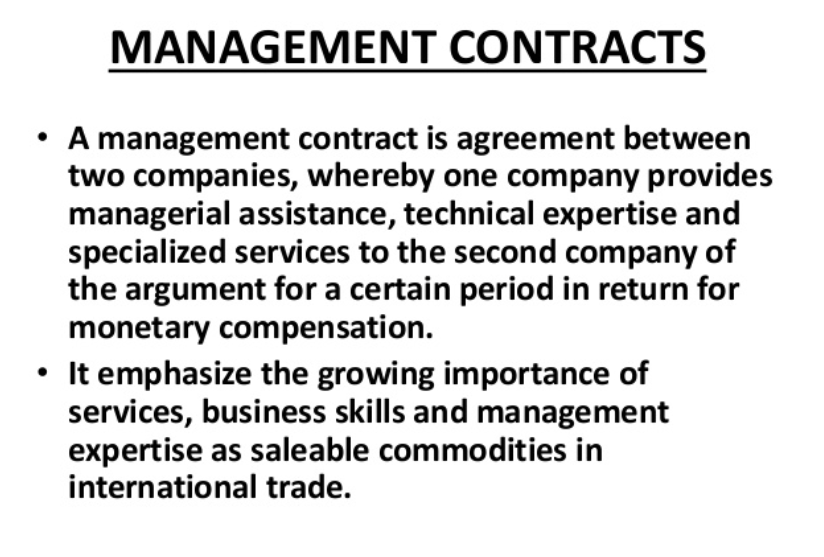 MANAGEMENT CONTRACTS
• A management contract is agreement between
two companies, whereby one company provides
managerial assistance, technical expertise and
specialized services to the second company of
the argument for a certain period in return for
monetary compensation.
• It emphasize the growing importance of
services, business skills and management
expertise as saleable commodities in
international trade.